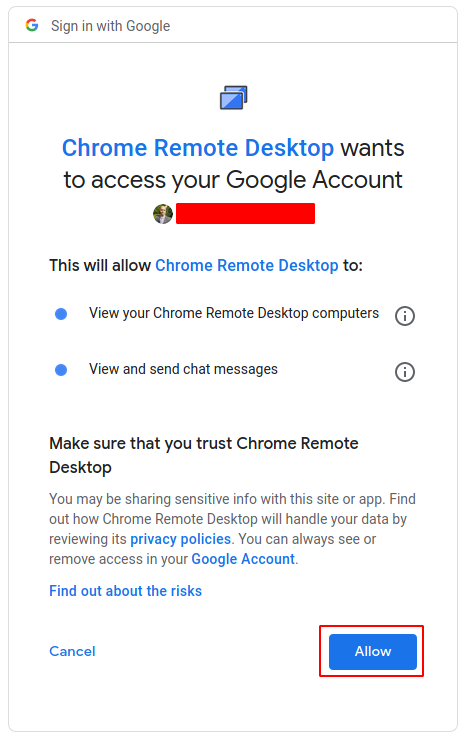 Sign in with Google
Chrome Remote Desktop wants
to access your Google Account
This will allow Chrome Remote Desktop to:
View your Chrome Remote Desktop computers
View and send chat messages
Make sure that you trust Chrome Remote
Desktop
You may be sharing sensitive info with this site or app. Find
out how Chrome Remote Desktop will handle your data by
reviewing its privacy policies. You can always see or
remove access in your Google Account.
Find out about the risks
Cancel
Allow